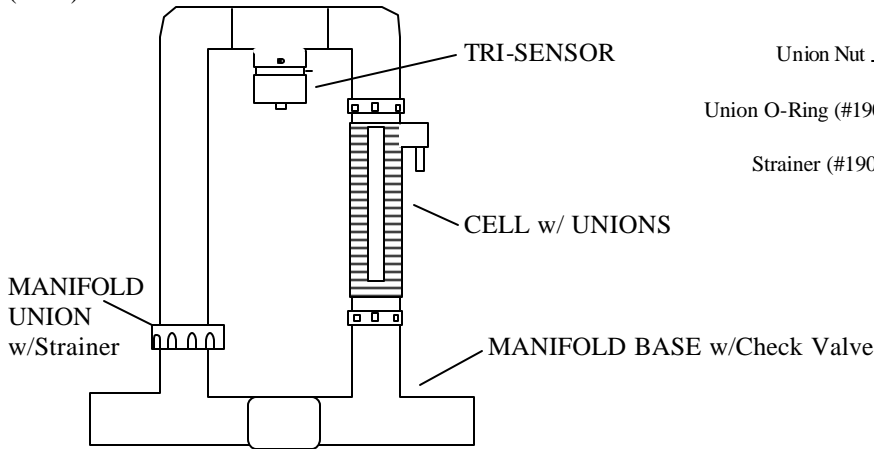 TRI-SENSOR
Union Nut
Union O-Ring (#190
Strainer (#190
CELL w/ UNIONS
MANIFOLD
UNION
w/Strainer
MANIFOLD BASE w/Check Valve